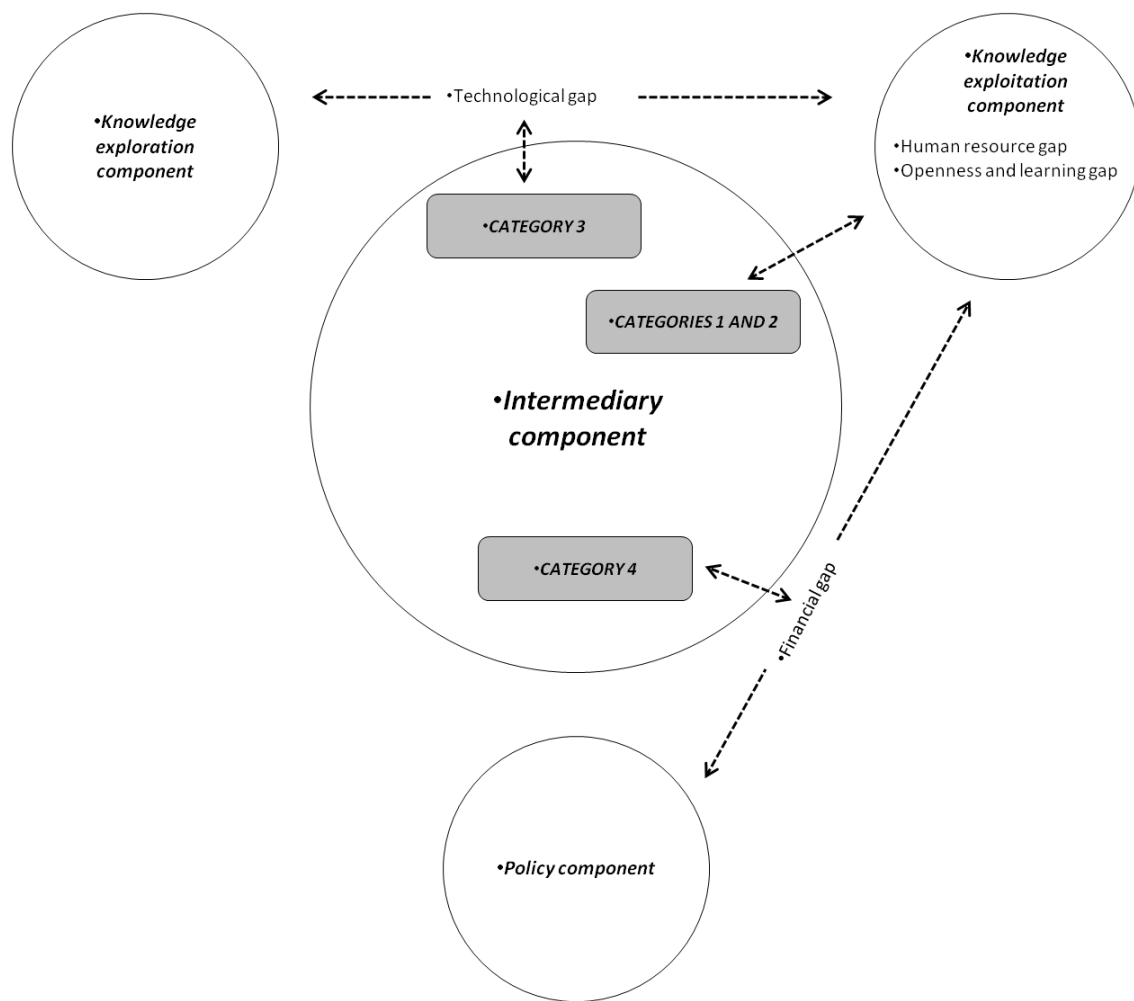 •Knowledge
exploration
component
•Technological gap
•Knowledge
exploitation
component
•Human resource gap
•Openness and learning gap
•CATEGORY 3
•CATEGORIES 1 AND 2
•Intermediary
component
•CATEGORY 4
•Financial gap
•Policy component